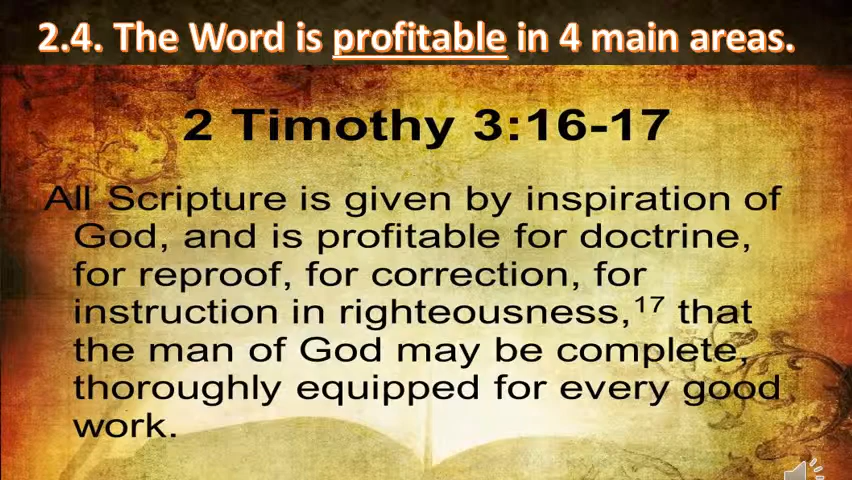 2.4. The Word is profitable in 4 main areas.
2 Timothy 3:16-17
All Scripture is given by inspiration of
God, and is profitable for doctrine,
for reproof, for correction, for
instruction in righteousness,17 that
the man of God may be complete,
thoroughly equipped for every good
work.